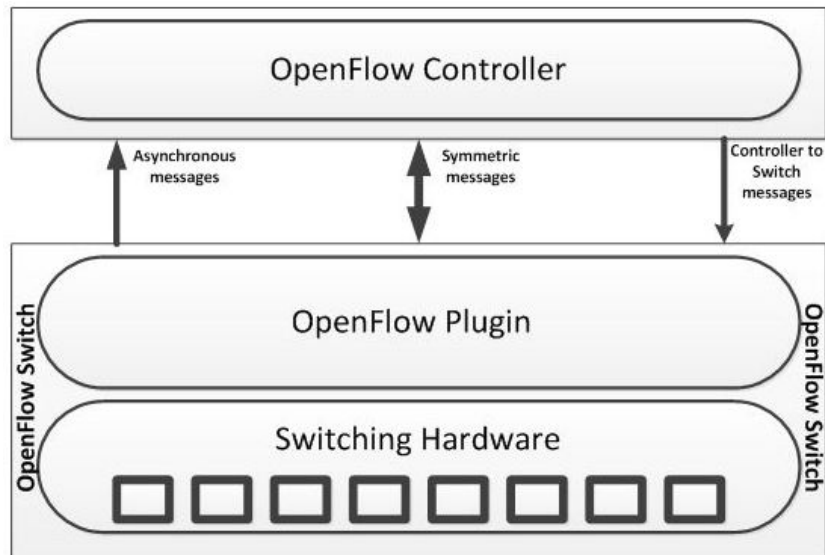 OpenFlow Controller
Asynchronous
messages
Symmetric
messages
Controller to
Switch
messages
OpenFlow Switch
OpenFlow Plugin
OpenFlow Switch
Switching Hardware